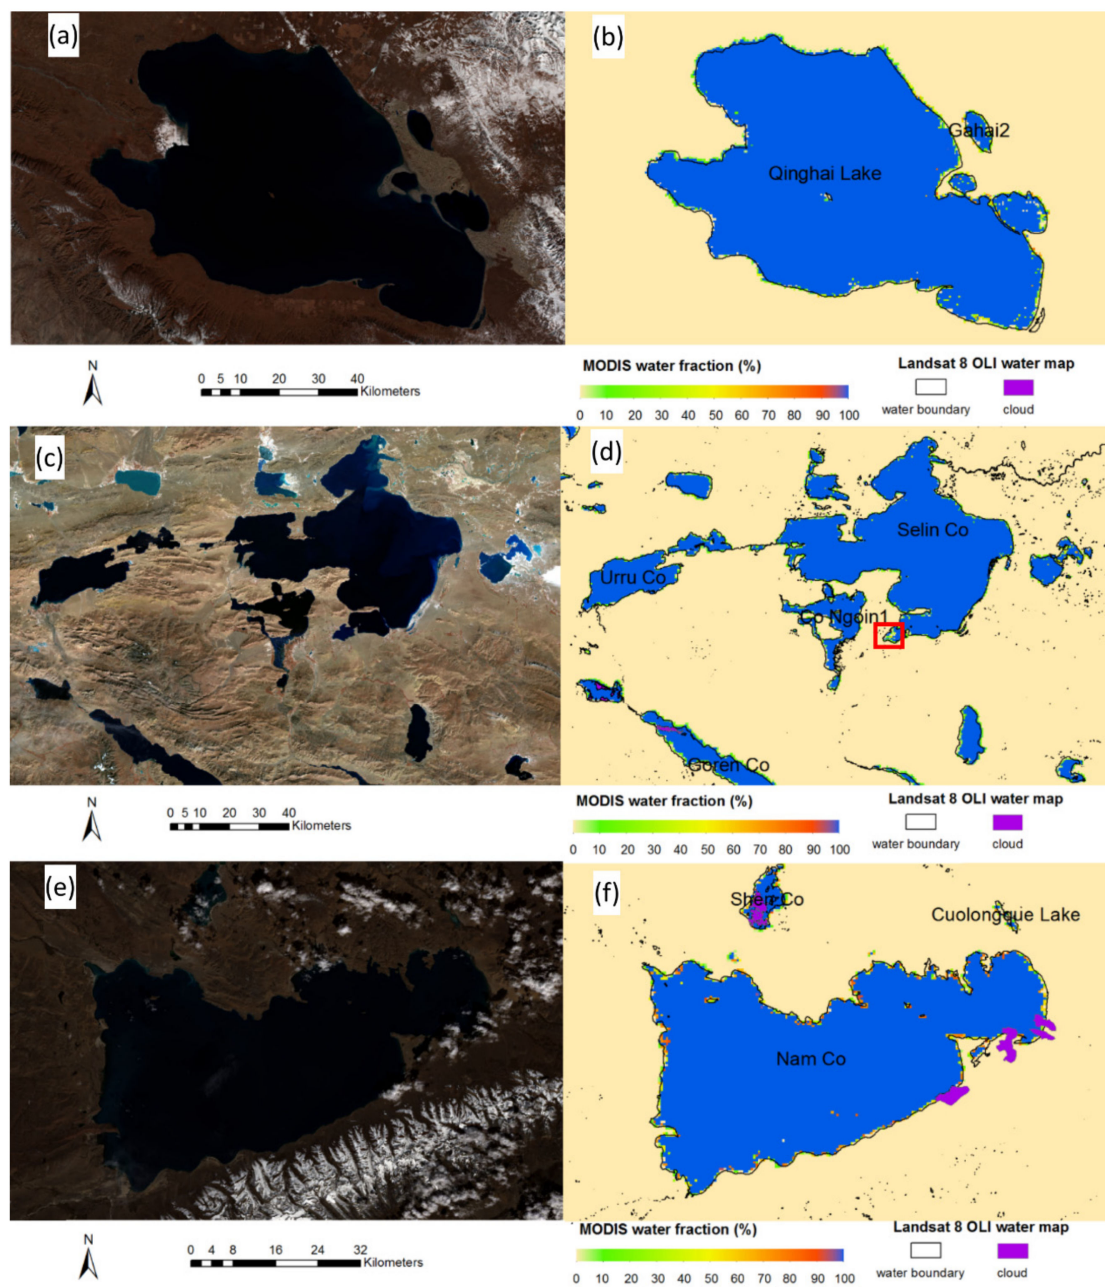 (a)
(b)
Gahai2
Qinghai Lake
N
0 5 10 20 30 40
Kilometers
MODIS water fraction (%)
0 10 20 30 40 50 60 70 80 90 100
Landsat 8 OLI water map
water boundary cloud
(c)
(d)
Selin Co
Urru Co
Co Ngoin1
Goren Co
N
0 5 10 20 30 40
Kilometers
MODIS water fraction (%)
0 10 20 30 40 50 60 70 80 90 100
Landsat 8 OLI water map
water boundary cloud
(e)
(f)
Shen Co
Cuolongque Lake
Nam Co
N
0 4 8 16 24 32
Kilometers
MODIS water fraction (%)
0 10 20 30 40 50 60 70 80 90 100
Landsat 8 OLI water map
water boundary cloud